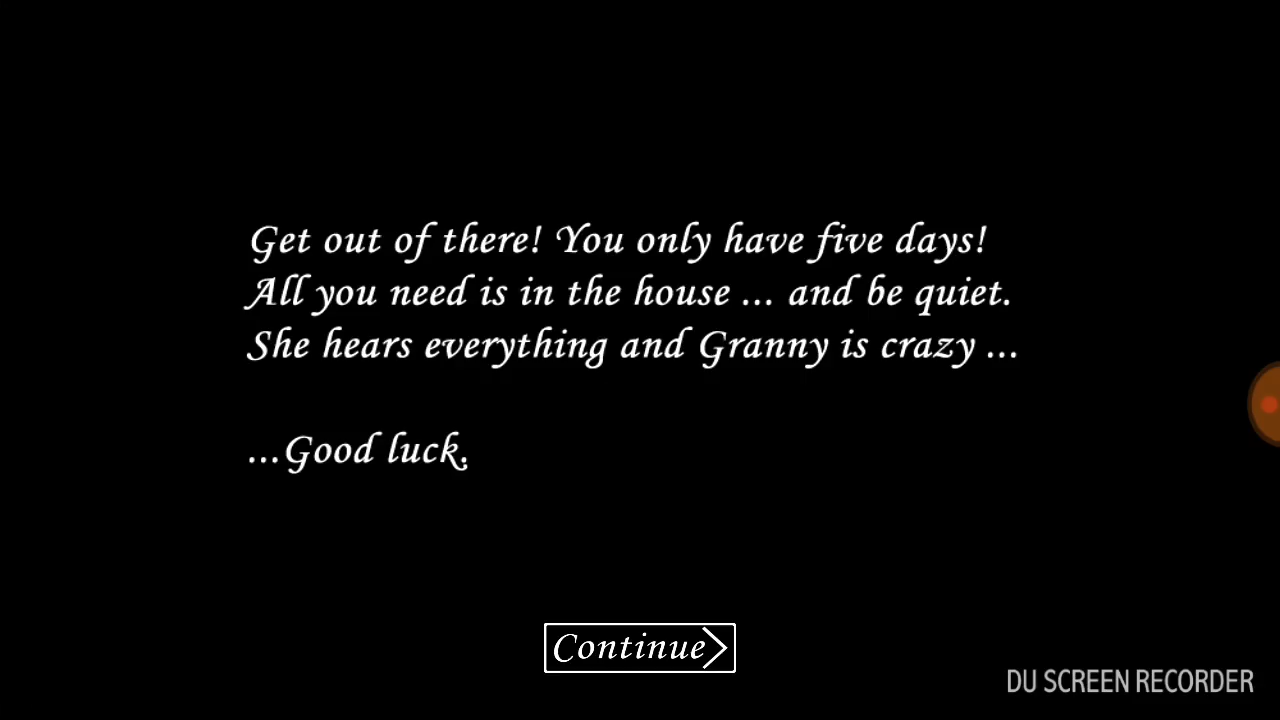 Get out of there! You only have five days!
All you need is in the house ... and be quiet.
She hears everything and Granny is crazy ...
...Good luck.
Continue
DU SCREEN RECORDER